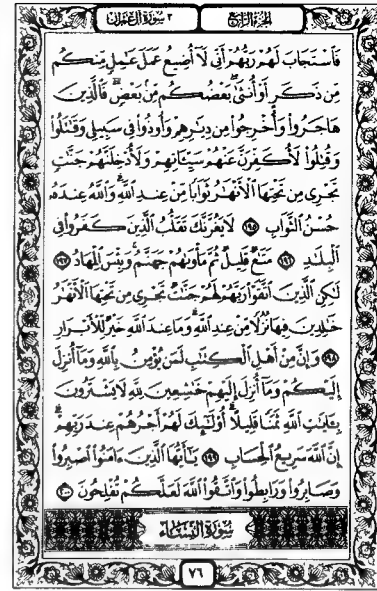 الجزء الرابع ٣ سورة آل عمران
فَٱسْتَجَابَ لَهُمْ رَبُّهُمْ أَنِّى لَآ أُضِيعُ عَمَلَ عَٰمِلٍ مِّنكُم
مِّن ذَكَرٍ أَوْ أُنثَىٰ ۖ بَعْضُكُم مِّنۢ بَعْضٍ ۖ فَٱلَّذِينَ
هَاجَرُوا۟ وَأُخْرِجُوا۟ مِن دِيَٰرِهِمْ وَأُوذُوا۟ فِى سَبِيلِى وَقَٰتَلُوا۟
وَقُتِلُوا۟ لَأُكَفِّرَنَّ عَنْهُمْ سَيِّـَٔاتِهِمْ وَلَأُدْخِلَنَّهُمْ جَنَّٰتٍ
تَجْرِى مِن تَحْتِهَا ٱلْأَنْهَٰرُ ثَوَابًا مِّنْ عِندِ ٱللَّهِ ۗ وَٱللَّهُ عِندَهُۥ
حُسْنُ ٱلثَّوَابِ ١٩٥ لَا يَغُرَّنَّكَ تَقَلُّبُ ٱلَّذِينَ كَفَرُوا۟ فِى
ٱلْبِلَٰدِ ١٩٦ مَتَٰعٌ قَلِيلٌ ثُمَّ مَأْوَىٰهُمْ جَهَنَّمُ ۚ وَبِئْسَ ٱلْمِهَادُ ١٩٧
لَٰكِنِ ٱلَّذِينَ ٱتَّقَوْا۟ رَبَّهُمْ لَهُمْ جَنَّٰتٌ تَجْرِى مِن تَحْتِهَا ٱلْأَنْهَٰرُ
خَٰلِدِينَ فِيهَا نُزُلًا مِّنْ عِندِ ٱللَّهِ ۗ وَمَا عِندَ ٱللَّهِ خَيْرٌ لِّلْأَبْرَارِ
١٩٨ وَإِنَّ مِنْ أَهْلِ ٱلْكِتَٰبِ لَمَن يُؤْمِنُ بِٱللَّهِ وَمَآ أُنزِلَ
إِلَيْكُمْ وَمَآ أُنزِلَ إِلَيْهِمْ خَٰشِعِينَ لِلَّهِ لَا يَشْتَرُونَ
بِـَٔايَٰتِ ٱللَّهِ ثَمَنًا قَلِيلًا ۗ أُو۟لَٰٓئِكَ لَهُمْ أَجْرُهُمْ عِندَ رَبِّهِمْ ۗ
إِنَّ ٱللَّهَ سَرِيعُ ٱلْحِسَابِ ١٩٩ يَٰٓأَيُّهَا ٱلَّذِينَ ءَامَنُوا۟ ٱصْبِرُوا۟
وَصَابِرُوا۟ وَرَابِطُوا۟ وَٱتَّقُوا۟ ٱللَّهَ لَعَلَّكُمْ تُفْلِحُونَ ٢٠٠
سورة النساء
٧٦